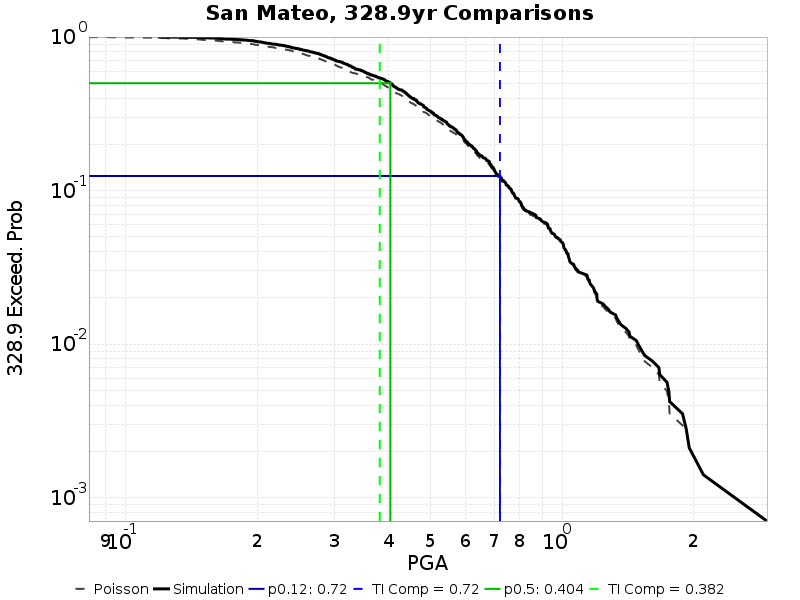 San Mateo, 328.9yr Comparisons
10^0
10^-1
10^-2
10^-3
328.9 Exceed. Prob
9 10^-1 2 3 4 5 6 7 8 10^0 2
PGA
Poisson Simulation p0.12: 0.72 TI Comp = 0.72 p0.5: 0.404 TI Comp = 0.382